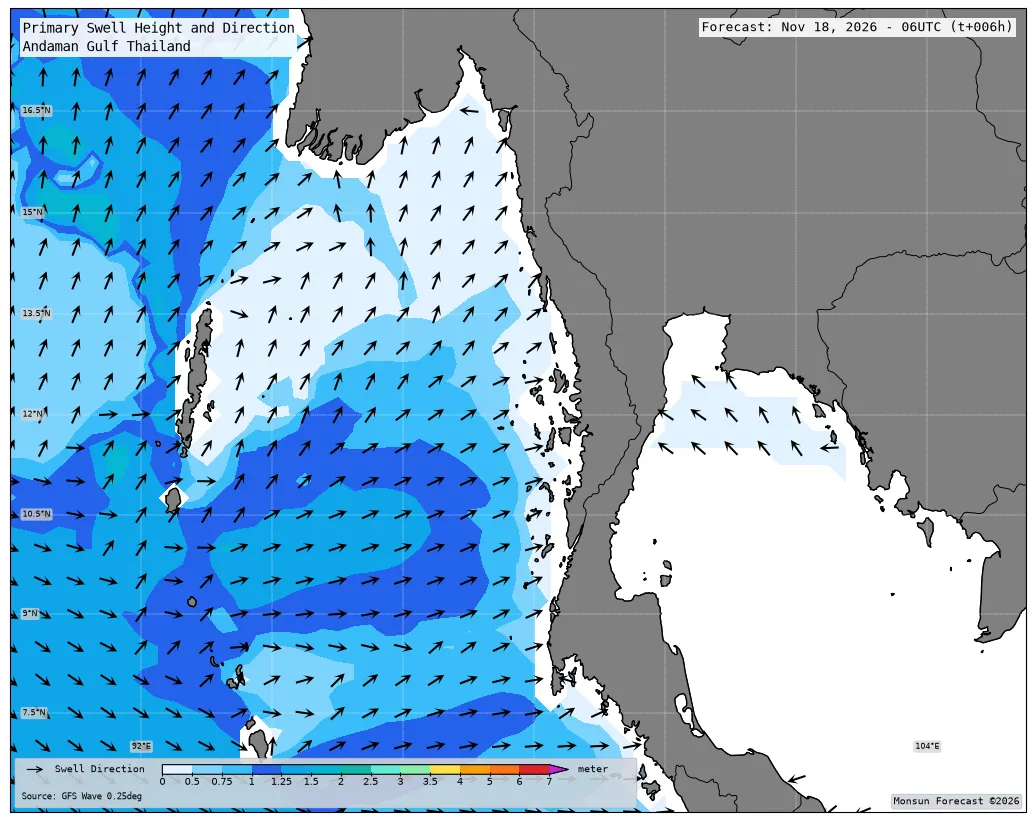 Primary Swell Height and Direction
Andaman Gulf Thailand
Forecast: Nov 18, 2026 - 06UTC (t+006h)
16.5°N
15°N
13.5°N
12°N
10.5°N
9°N
7.5°N
92°E
104°E
Swell Direction
meter
0 0.5 0.75 1 1.25 1.5 2 2.5 3 3.5 4 5 6 7
Source: GFS Wave 0.25deg
Monsun Forecast ©2026